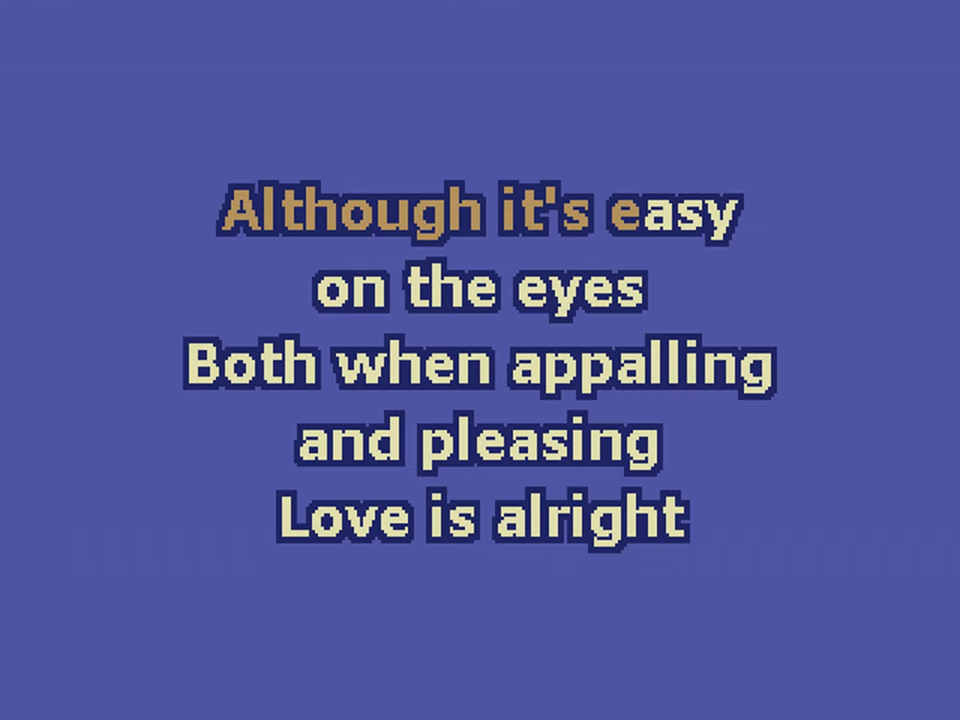 Although it's easy
on the eyes
Both when appalling
and pleasing
Love is alright